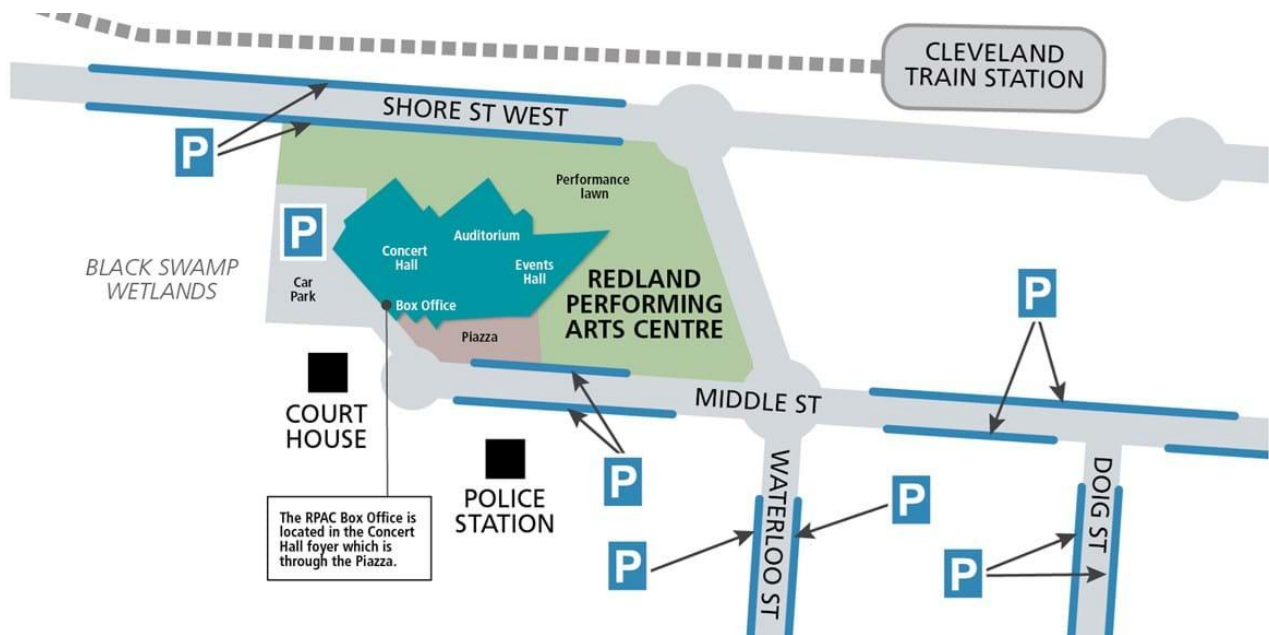 CLEVELAND
TRAIN STATION
SHORE ST WEST
P
Performance
lawn
P
Auditorium
Concert
Hall
Events
Hall
BLACK SWAMP
WETLANDS
Car
Park
REDLAND
PERFORMING
ARTS CENTRE
P
Box Office
Piazza
MIDDLE ST
COURT
HOUSE
POLICE
STATION
P
WATERLOO ST
DOIG ST
P
P
P
The RPAC Box Office is
located in the Concert
Hall foyer which is
through the Piazza.